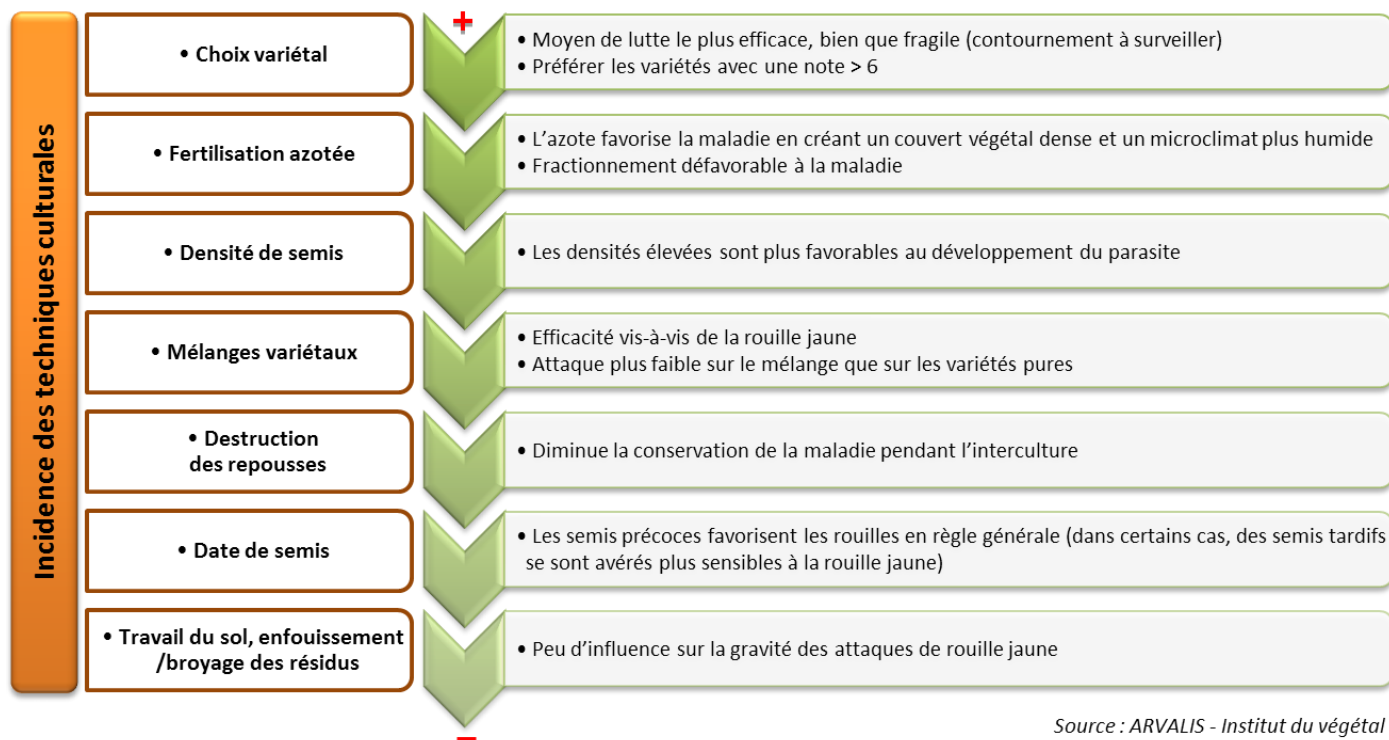 Incidence des techniques culturales
+
• Choix variétal
• Moyen de lutte le plus efficace, bien que fragile (contournement à surveiller)
• Préférer les variétés avec une note > 6
• Fertilisation azotée
• L'azote favorise la maladie en créant un couvert végétal dense et un microclimat plus humide
• Fractionnement défavorable à la maladie
• Densité de semis
• Les densités élevées sont plus favorables au développement du parasite
• Mélanges variétaux
• Efficacité vis-à-vis de la rouille jaune
• Attaque plus faible sur le mélange que sur les variétés pures
• Destruction
des repousses
• Diminue la conservation de la maladie pendant l'interculture
• Date de semis
• Les semis précoces favorisent les rouilles en règle générale (dans certains cas, des semis tardifs
se sont avérés plus sensibles à la rouille jaune)
• Travail du sol, enfouissement
/broyage des résidus
• Peu d'influence sur la gravité des attaques de rouille jaune
–
Source : ARVALIS - Institut du végétal